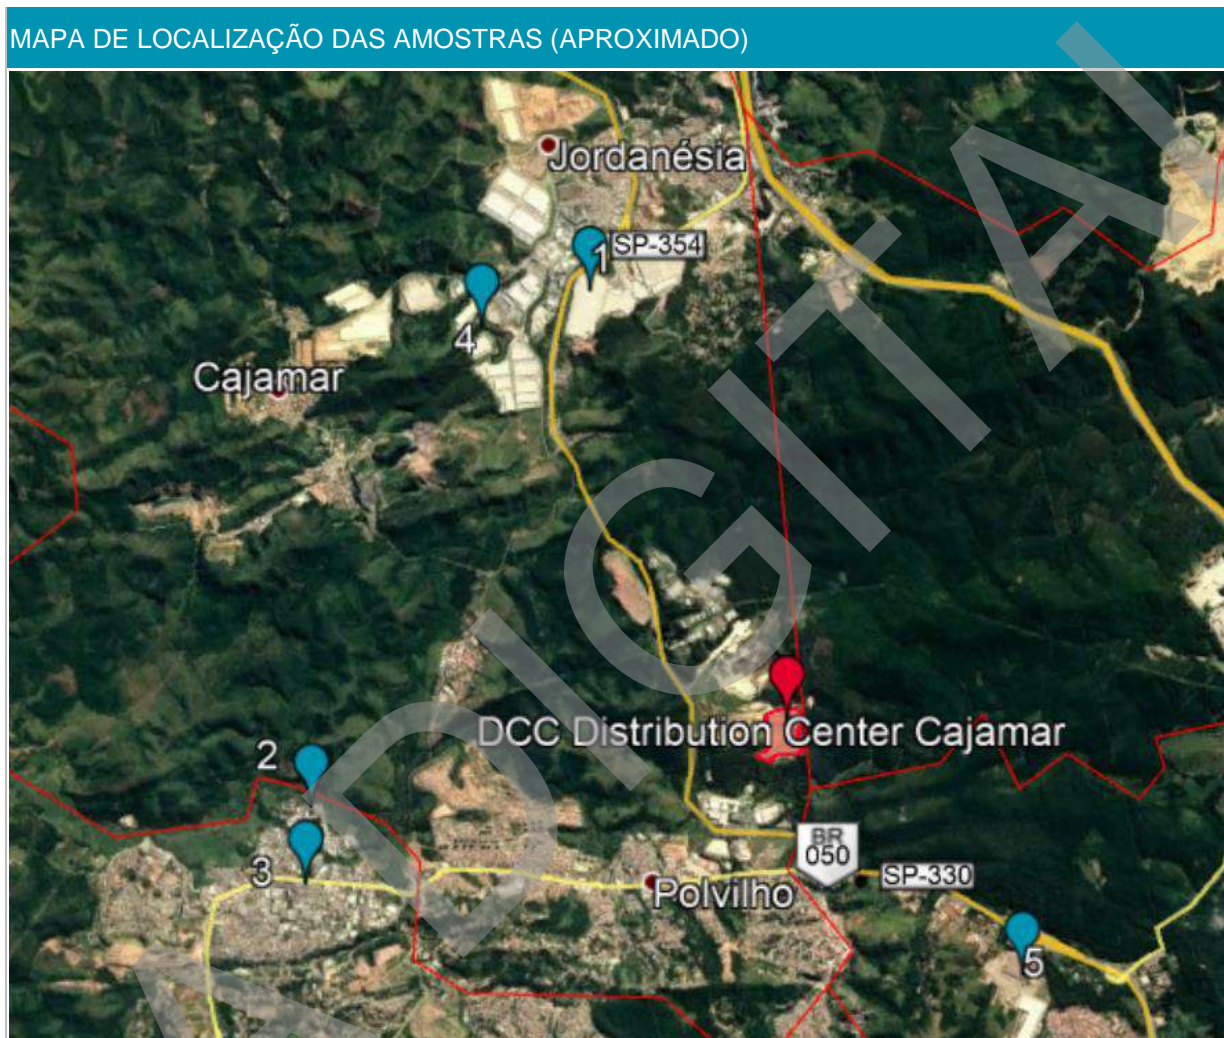 MAPA DE LOCALIZAÇÃO DAS AMOSTRAS (APROXIMADO)
Jordanésia
1
SP-354
4
Cajamar
DCC Distribution Center Cajamar
2
BR
050
3
Polvilho
SP-330
5
ADIGITAL